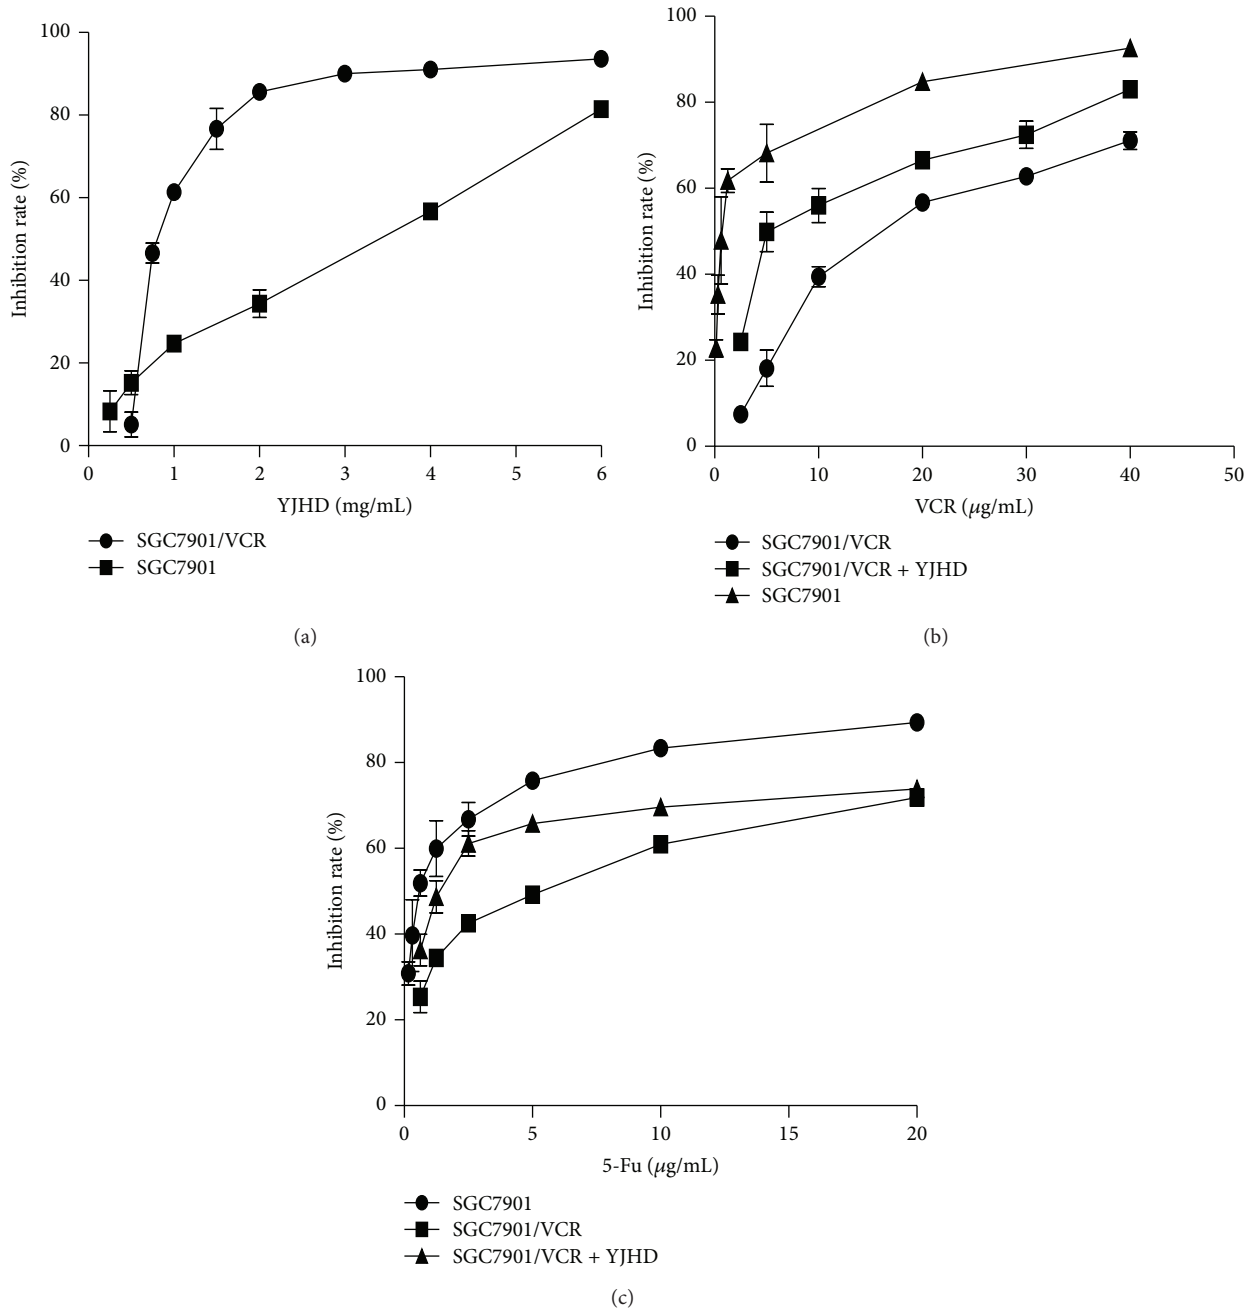 100
80
60
40
20
0
Inhibition rate (%)
0 1 2 3 4 5 6
YJHD (mg/mL)
SGC7901/VCR
SGC7901
(a)
100
80
60
40
20
0
Inhibition rate (%)
0 10 20 30 40 50
VCR (μg/mL)
SGC7901/VCR
SGC7901/VCR + YJHD
SGC7901
(b)
100
80
60
40
20
0
Inhibition rate (%)
0 5 10 15 20
5-Fu (μg/mL)
SGC7901
SGC7901/VCR
SGC7901/VCR + YJHD
(c)